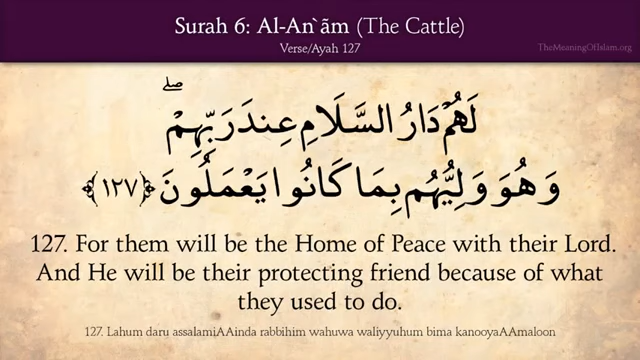 Surah 6: Al-An`ãm (The Cattle)
Verse/Ayah 127
TheMeaningOfIslam.org
لَهُمْ دَارُ السَّلَامِ عِندَ رَبِّهِمْ ۖ
وَهُوَ وَلِيُّهُم بِمَا كَانُوا يَعْمَلُونَ ﴿١٢٧﴾
127. For them will be the Home of Peace with their Lord.
And He will be their protecting friend because of what
they used to do.
127. Lahum daru assalamiAAinda rabbihim wahuwa waliyyuhum bima kanooyaAAmaloon